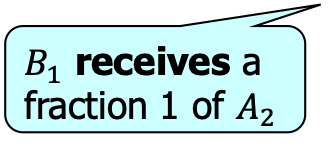 B₁ receives a
fraction 1 of A₂